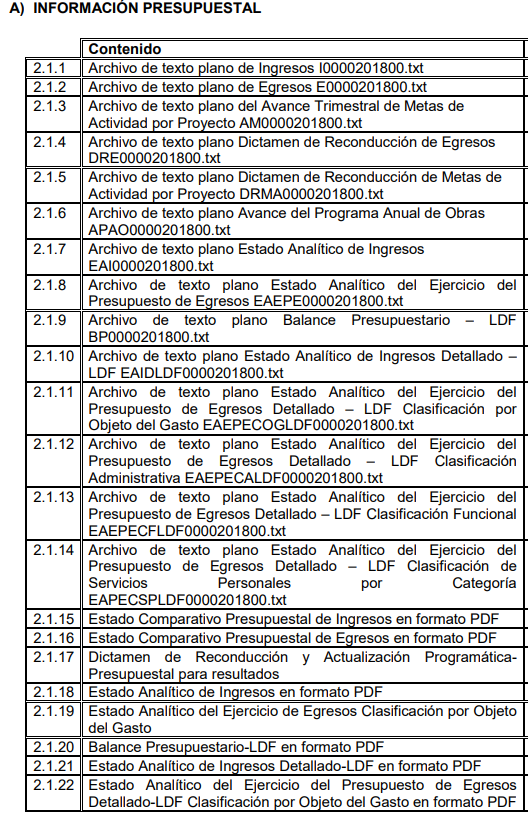 A) INFORMACIÓN PRESUPUESTAL
Contenido
2.1.1 Archivo de texto plano de Ingresos I0000201800.txt
2.1.2 Archivo de texto plano de Egresos E0000201800.txt
2.1.3 Archivo de texto plano del Avance Trimestral de Metas de
Actividad por Proyecto AM0000201800.txt
2.1.4 Archivo de texto plano Dictamen de Reconducción de Egresos
DRE0000201800.txt
2.1.5 Archivo de texto plano Dictamen de Reconducción de Metas de
Actividad por Proyecto DRMA0000201800.txt
2.1.6 Archivo de texto plano Avance del Programa Anual de Obras
APAO0000201800.txt
2.1.7 Archivo de texto plano Estado Analítico de Ingresos
EAI0000201800.txt
2.1.8 Archivo de texto plano Estado Analítico del Ejercicio del
Presupuesto de Egresos EAEPE0000201800.txt
2.1.9 Archivo de texto plano Balance Presupuestario – LDF
BP0000201800.txt
2.1.10 Archivo de texto plano Estado Analítico de Ingresos Detallado –
LDF EAIDLDF0000201800.txt
2.1.11 Archivo de texto plano Estado Analítico del Ejercicio del
Presupuesto de Egresos Detallado – LDF Clasificación por
Objeto del Gasto EAEPECOGLDF0000201800.txt
2.1.12 Archivo de texto plano Estado Analítico del Ejercicio del
Presupuesto de Egresos Detallado – LDF Clasificación
Administrativa EAEPECALDF0000201800.txt
2.1.13 Archivo de texto plano Estado Analítico del Ejercicio del
Presupuesto de Egresos Detallado – LDF Clasificación Funcional
EAEPECFLDF0000201800.txt
2.1.14 Archivo de texto plano Estado Analítico del Ejercicio del
Presupuesto de Egresos Detallado – LDF Clasificación de
Servicios Personales por Categoría
EAPECSPLDF0000201800.txt
2.1.15 Estado Comparativo Presupuestal de Ingresos en formato PDF
2.1.16 Estado Comparativo Presupuestal de Egresos en formato PDF
2.1.17 Dictamen de Reconducción y Actualización Programática-
Presupuestal para resultados
2.1.18 Estado Analítico de Ingresos en formato PDF
2.1.19 Estado Analítico del Ejercicio de Egresos Clasificación por Objeto
del Gasto
2.1.20 Balance Presupuestario-LDF en formato PDF
2.1.21 Estado Analítico de Ingresos Detallado-LDF en formato PDF
2.1.22 Estado Analítico del Ejercicio del Presupuesto de Egresos
Detallado-LDF Clasificación por Objeto del Gasto en formato PDF